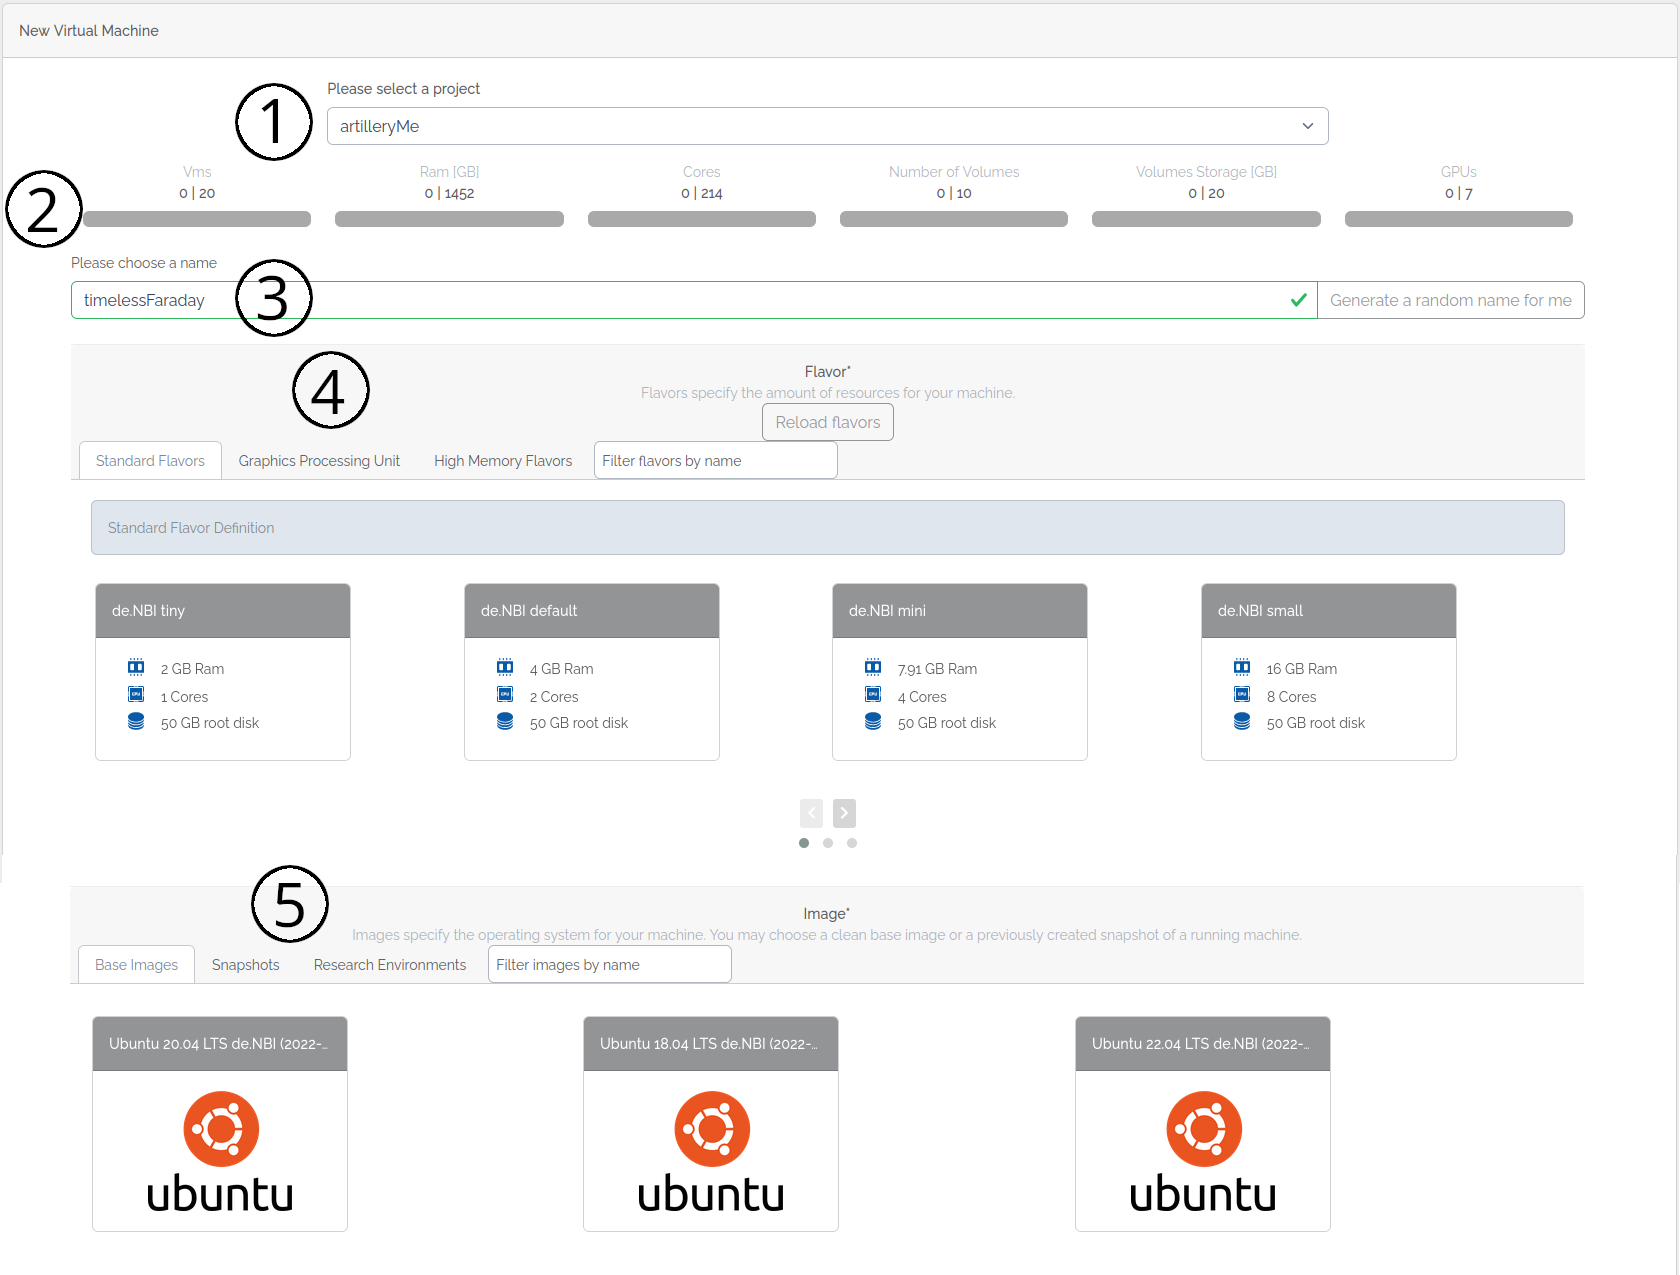 New Virtual Machine
Please select a project
1
artilleryMe
Vms Ram [GB] Cores Number of Volumes Volumes Storage [GB] GPUs
0 | 20 0 | 1452 0 | 214 0 | 10 0 | 20 0 | 7
2
Please choose a name
timelessFaraday 3 Generate a random name for me
4
Flavor*
Flavors specify the amount of resources for your machine.
Reload flavors
Standard Flavors Graphics Processing Unit High Memory Flavors Filter flavors by name
Standard Flavor Definition
de.NBI tiny de.NBI default de.NBI mini de.NBI small
2 GB Ram 4 GB Ram 7.91 GB Ram 16 GB Ram
CPU 1 Cores CPU 2 Cores CPU 4 Cores CPU 8 Cores
50 GB root disk 50 GB root disk 50 GB root disk 50 GB root disk
5
Image*
Images specify the operating system for your machine. You may choose a clean base image or a previously created snapshot of a running machine.
Base Images Snapshots Research Environments Filter images by name
Ubuntu 20.04 LTS de.NBI (2022-... Ubuntu 18.04 LTS de.NBI (2022-... Ubuntu 22.04 LTS de.NBI (2022-...
ubuntu ubuntu ubuntu